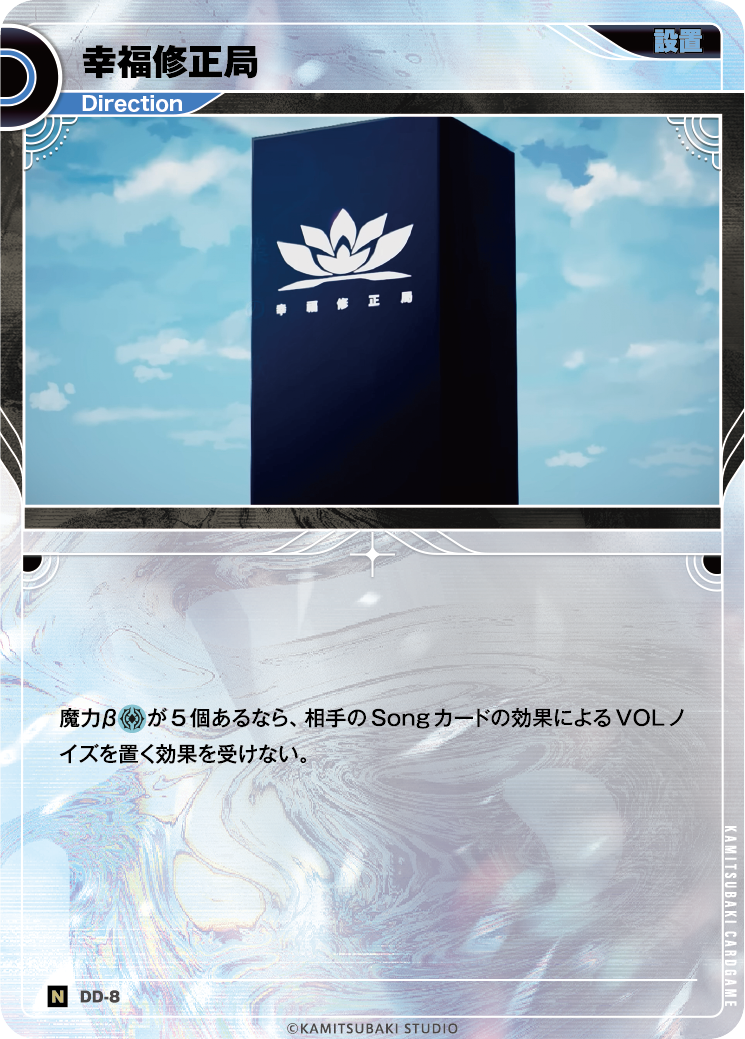 幸福修正局
設置
Direction
幸福修正局
魔力βが5個あるなら、相手のSongカードの効果によるVOLノ
イズを置く効果を受けない。
KAMITSUBAKI CARDGAME
N DD-8
©KAMITSUBAKI STUDIO